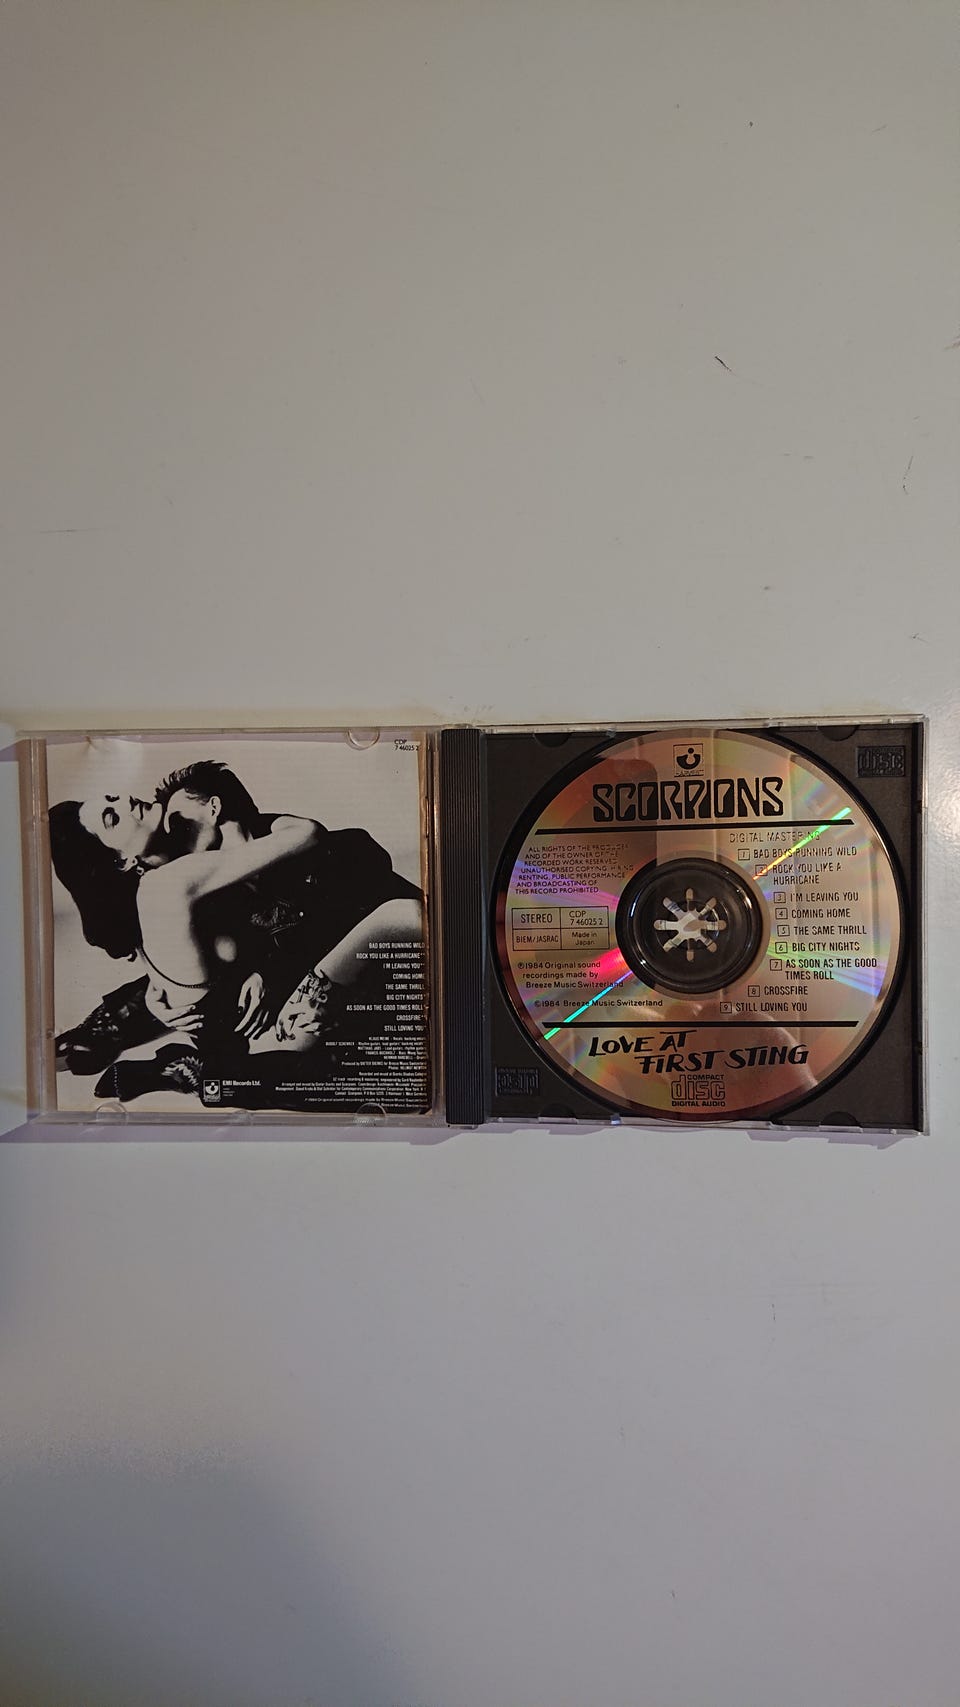 CDP
7 46025 2
BAD BOYS RUNNING WILD
ROCK YOU LIKE A HURRICANE**
I'M LEAVING YOU**
COMING HOME
THE SAME THRILL
BIG CITY NIGHTS*
AS SOON AS THE GOOD TIMES ROLL*
CROSSFIRE**
STILL LOVING YOU*
EMI Records Ltd.
HARVEST
SCORPIONS
DIGITAL MASTERING
ALL RIGHTS OF THE PRODUCER
AND OF THE OWNER OF THE
RECORDED WORK RESERVED
UNAUTHORISED COPYING HIRING
RENTING, PUBLIC PERFORMANCE
AND BROADCASTING OF
THIS RECORD PROHIBITED
STEREO
CDP
7 46025 2
BIEM/JASRAC
Made in
Japan
℗1984 Original sound
recordings made by
Breeze Music Switzerland
©1984 Breeze Music Switzerland
1 BAD BOYS RUNNING WILD
2 ROCK YOU LIKE A
HURRICANE
3 I'M LEAVING YOU
4 COMING HOME
5 THE SAME THRILL
6 BIG CITY NIGHTS
7 AS SOON AS THE GOOD
TIMES ROLL
8 CROSSFIRE
9 STILL LOVING YOU
LOVE AT
FIRST STING
COMPACT
disc
DIGITAL AUDIO
disc